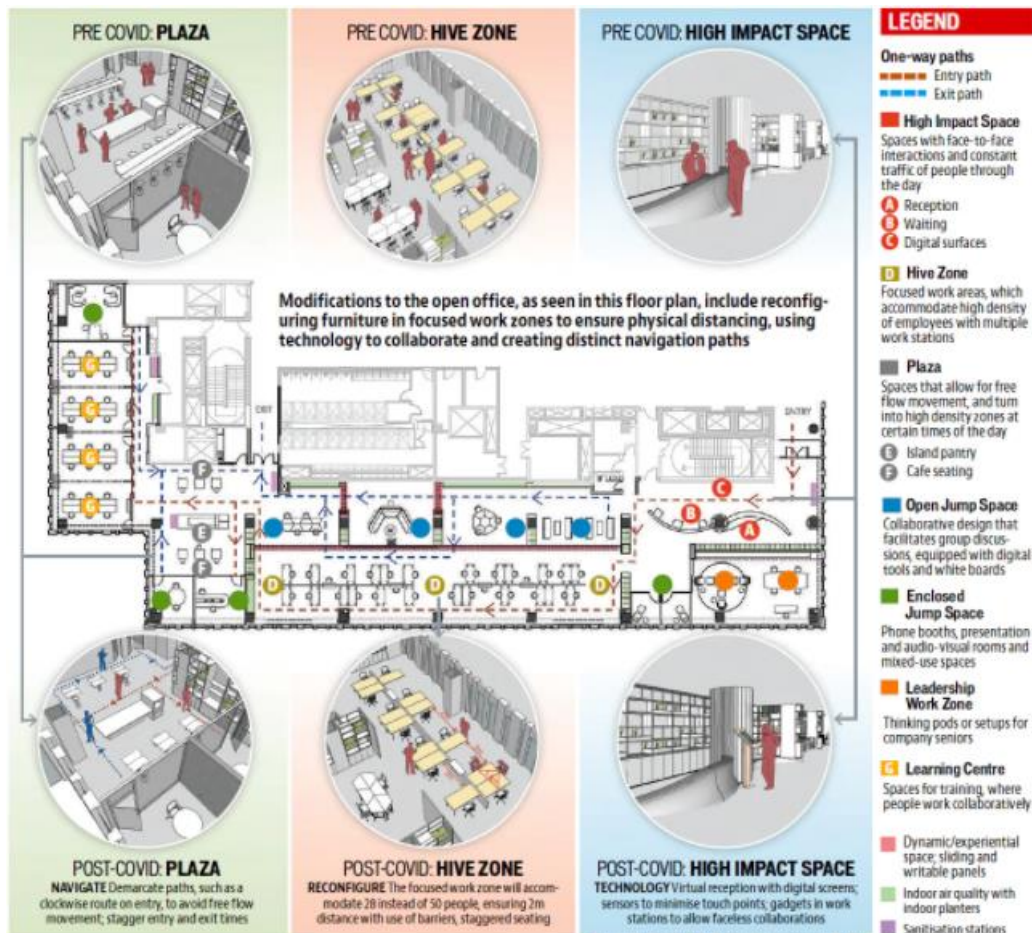 PRE COVID: PLAZA
PRE COVID: HIVE ZONE
PRE COVID: HIGH IMPACT SPACE
Modifications to the open office, as seen in this floor plan, include reconfig-
uring furniture in focused work zones to ensure physical distancing, using
technology to collaborate and creating distinct navigation paths
EXIT
ENTRY
G
G
G
G
F
E
F
D
D
D
C
B
A
POST-COVID: PLAZA
NAVIGATE Demarcate paths, such as a
clockwise route on entry, to avoid free flow
movement; stagger entry and exit times
POST-COVID: HIVE ZONE
RECONFIGURE The focused work zone will accom-
modate 28 instead of 50 people, ensuring 2m
distance with use of barriers, staggered seating
POST-COVID: HIGH IMPACT SPACE
TECHNOLOGY Virtual reception with digital screens;
sensors to minimise touch points; gadgets in work
stations to allow faceless collaborations
LEGEND
One-way paths
Entry path
Exit path
High Impact Space
Spaces with face-to-face
interactions and constant
traffic of people through
the day
A Reception
B Waiting
C Digital surfaces
D Hive Zone
Focused work areas, which
accommodate high density
of employees with multiple
work stations
Plaza
Spaces that allow for free
flow movement, and turn
into high density zones at
certain times of the day
E Island pantry
F Cafe seating
Open Jump Space
Collaborative design that
facilitates group discus-
sions, equipped with digital
tools and white boards
Enclosed
Jump Space
Phone booths, presentation
and audio-visual rooms and
mixed-use spaces
Leadership
Work Zone
Thinking pods or setups for
company seniors
G Learning Centre
Spaces for training, where
people work collaboratively
Dynamic/experiential
space; sliding and
writable panels
Indoor air quality with
indoor planters
Sanitisation stations